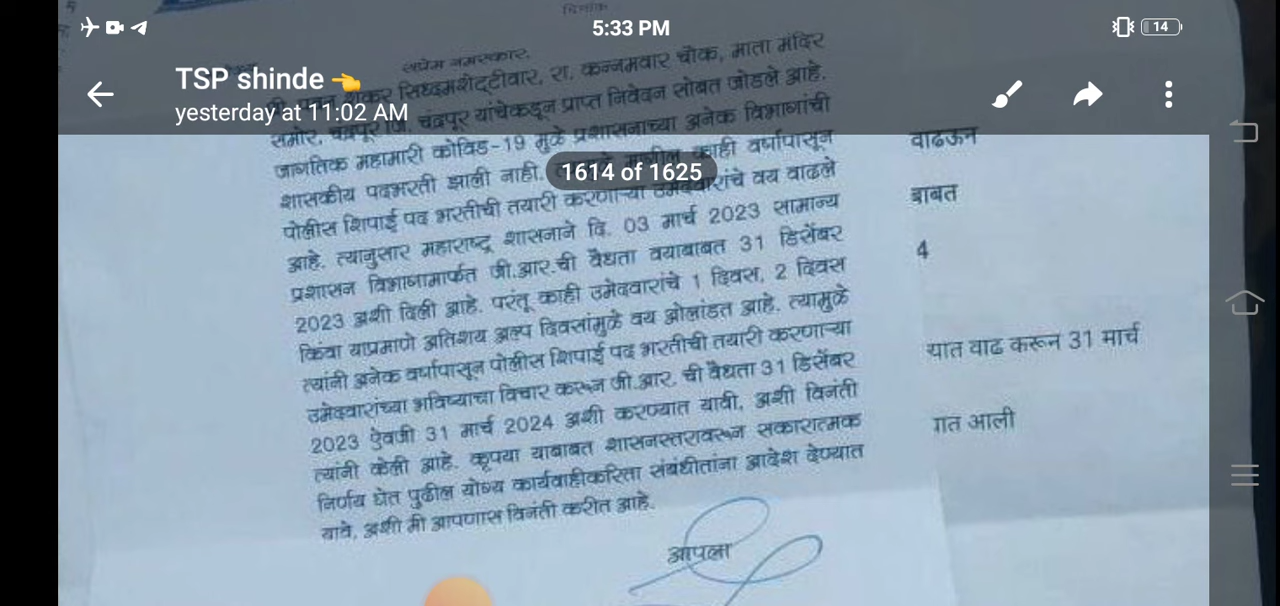 दिनांक
5:33 PM
14
TSP shinde
yesterday at 11:02 AM
1614 of 1625
सप्रेम नमस्कार,
शंकर सिध्दमशेट्टीवार, रा. कन्नमवार चौक, माता मंदिर
समोर, चंद्रपूर जि. चंद्रपूर यांचेकडून प्राप्त निवेदन सोबत जोडले आहे.
जागतिक महामारी कोविड-19 मुळे प्रशासनाच्या अनेक विभागांची
शासकीय पदभरती झाली नाही. काही वर्षापासून
पोलीस शिपाई पद भरतीची तयारी करणाऱ्या उमेदवारांचे वय वाढले
आहे. त्यानुसार महाराष्ट्र शासनाने दि. 03 मार्च 2023 सामान्य
प्रशासन विभागामार्फत जी.आर.ची वैधता वयाबाबत 31 डिसेंबर
2023 अशी दिली आहे. परंतू काही उमेदवारांचे 1 दिवस, 2 दिवस
किंवा याप्रमाणे अतिशय अल्प दिवसांमुळे वय ओलांडत आहे. त्यामुळे
त्यांनी अनेक वर्षापासून पोलीस शिपाई पद भरतीची तयारी करणाऱ्या
उमेदवारांच्या भविष्याचा विचार करून जी.आर. ची वैधता 31 डिसेंबर
2023 ऐवजी 31 मार्च 2024 अशी करण्यात यावी, अशी विनंती
त्यांनी केली आहे. कृपया याबाबत शासनस्तरावरून सकारात्मक
निर्णय घेत पुढील योग्य कार्यवाहीकरिता संबंधीतांना आदेश देण्यात
यावे, अशी मी आपणास विनंती करीत आहे.
आपला
वाढऊन
बाबत
4
यात वाढ करून 31 मार्च
गत आली